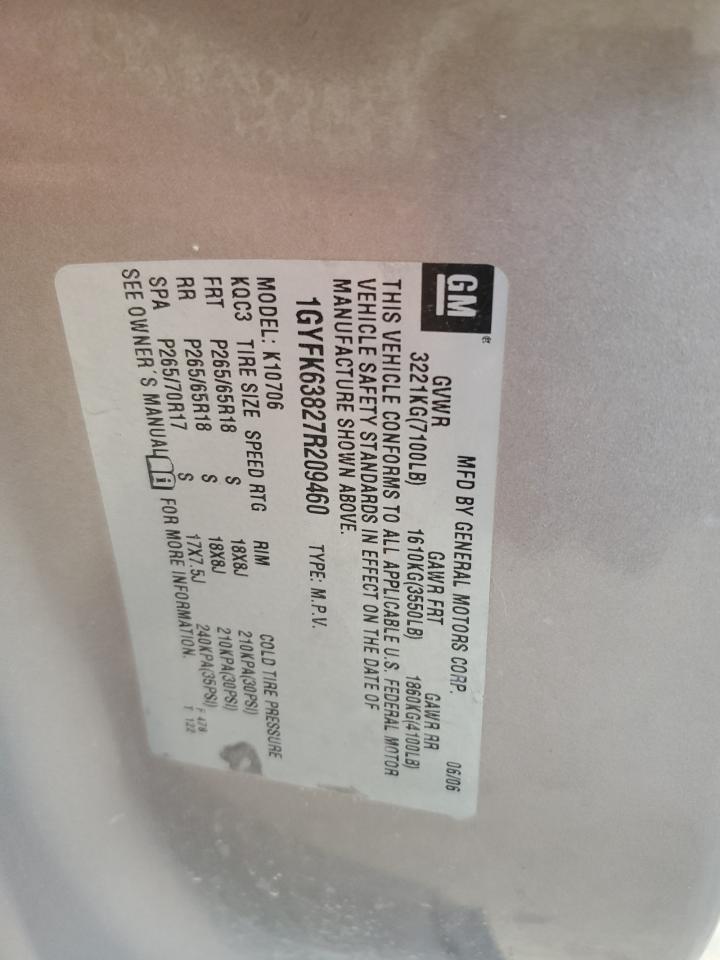 GM
MFD BY GENERAL MOTORS CORP. 06/06
GVWR GAWR FRT GAWR RR
3221KG(7100LB) 1610KG(3550LB) 1860KG(4100LB)
THIS VEHICLE CONFORMS TO ALL APPLICABLE U.S. FEDERAL MOTOR
VEHICLE SAFETY STANDARDS IN EFFECT ON THE DATE OF
MANUFACTURE SHOWN ABOVE.
1GYFK63827R209460 TYPE: M.P.V.
MODEL: K10706
KQC3 TIRE SIZE SPEED RTG RIM COLD TIRE PRESSURE
FRT P265/65R18 S 18X8J 210KPA(30PSI)
RR P265/65R18 S 18X8J 210KPA(30PSI)
SPA P265/70R17 S 17X7.5J 240KPA(35PSI)
SEE OWNER'S MANUAL i FOR MORE INFORMATION.
F 478
T 122